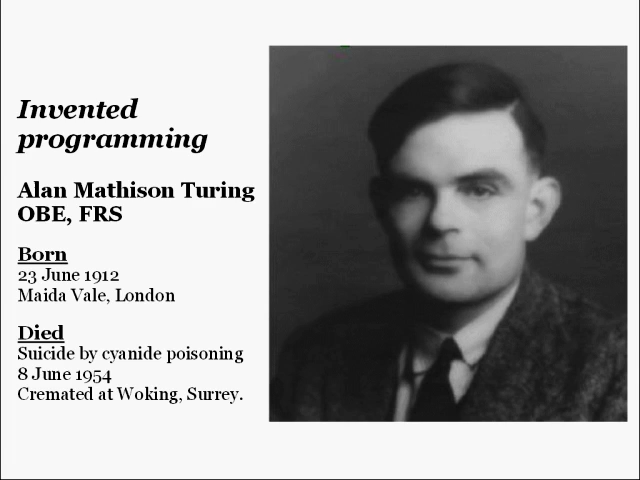 Invented
programming
Alan Mathison Turing
OBE, FRS
Born
23 June 1912
Maida Vale, London
Died
Suicide by cyanide poisoning
8 June 1954
Cremated at Woking, Surrey.